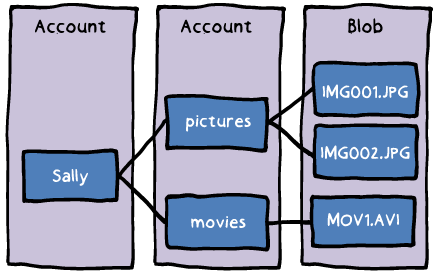 Account
Account
Blob
Sally
pictures
movies
IMG001.JPG
IMG002.JPG
MOV1.AVI